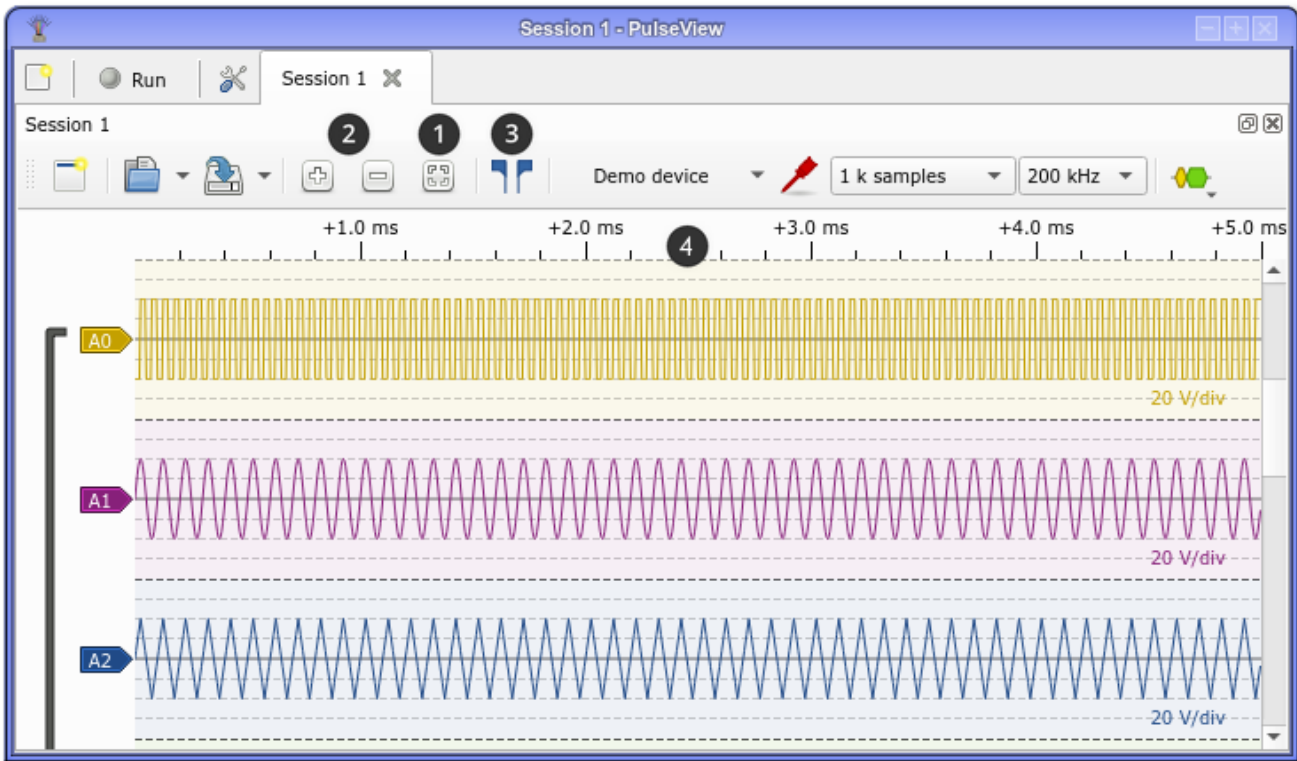 Session 1 - PulseView
Run
Session 1
Session 1
2 1 3
Demo device 1 k samples 200 kHz
+1.0 ms +2.0 ms +3.0 ms +4.0 ms +5.0 ms
4
A0
20 V/div
A1
20 V/div
A2
20 V/div